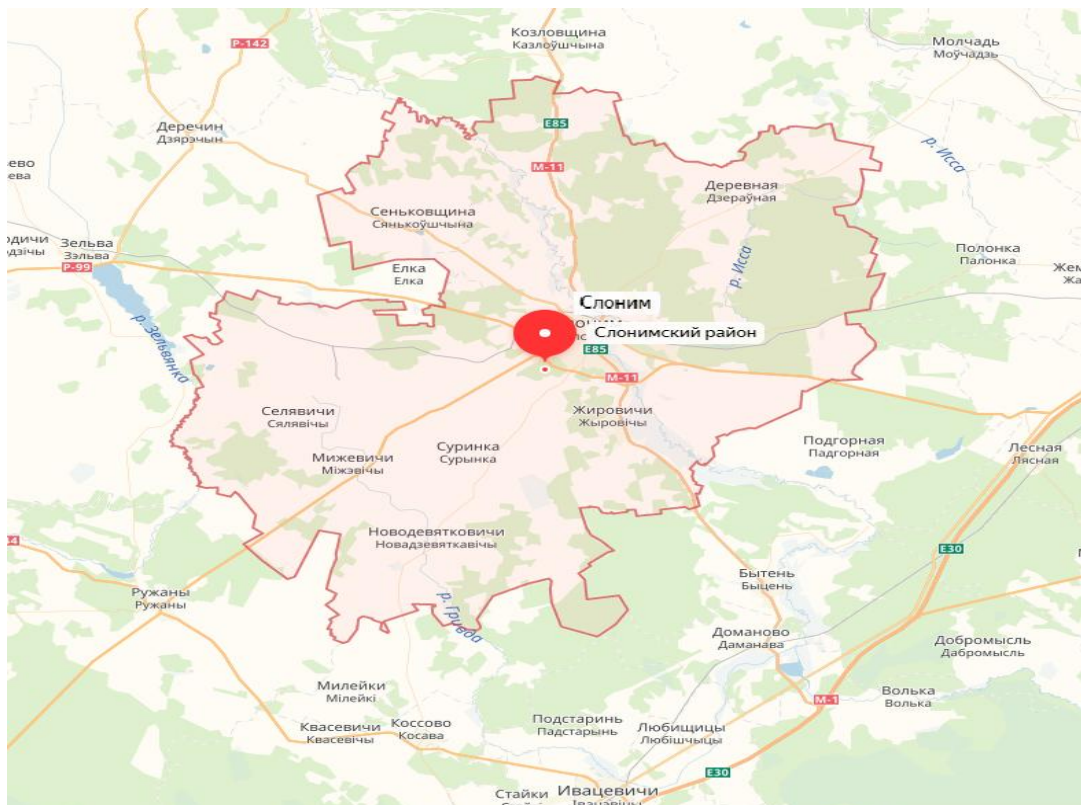 Козловщина
Казлоўшчына
P-142
Молчадь
Моўчадзь
E85
Деречин
Дзярэчын
р. Исса
M-11
Деревная
Дзераўная
Сеньковщина
Сянькоўшчына
Зельва
Зэльва
P-99
Полонка
Палонка
Елка
Елка
р. Исса
Слоним
р. Зельвянка
Слонимский район
E85
M-11
Селявичи
Сялявічы
Жировичи
Жыровічы
Суринка
Сурынка
Подгорная
Падгорная
Лесная
Лясная
Мижевичи
Міжэвічы
Новодевятковичи
Новадзевяткавічы
E30
Бытень
Быцень
Ружаны
Ружаны
р. Гривда
Доманово
Даманава
Добромысль
Дабромысль
Милейки
Мілейкі
Волька
Волька
M-1
Квасевичи
Квасевічы
Коссово
Косава
Подстаринь
Падстарынь
Любищицы
Любішчыцы
E30
Стайки
Ивацевичи